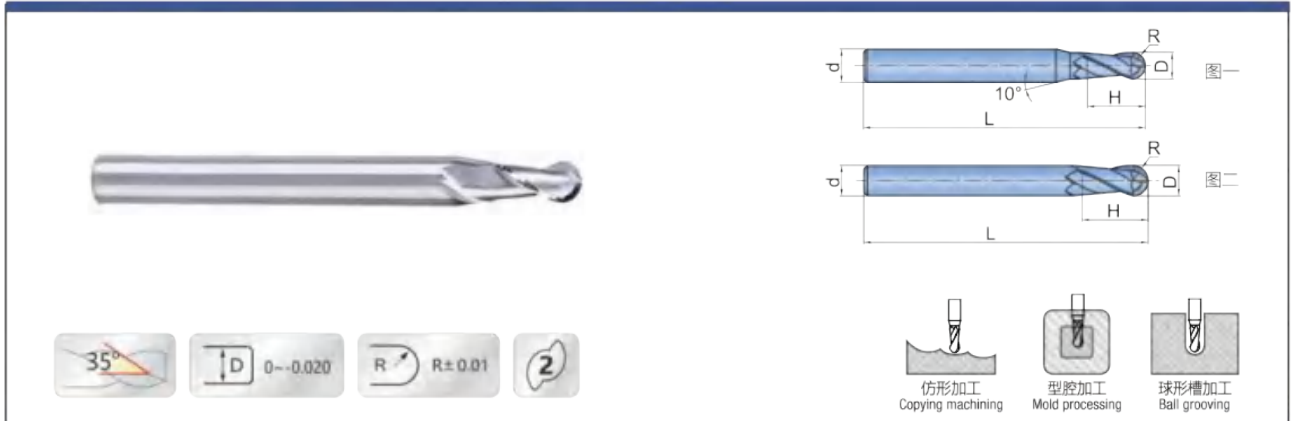 R
d
D
图一
10°
H
L
R
d
D
图二
H
L
35°
D
0~-0.020
R
R±0.01
2
仿形加工
Copying machining
型腔加工
Mold processing
球形槽加工
Ball grooving